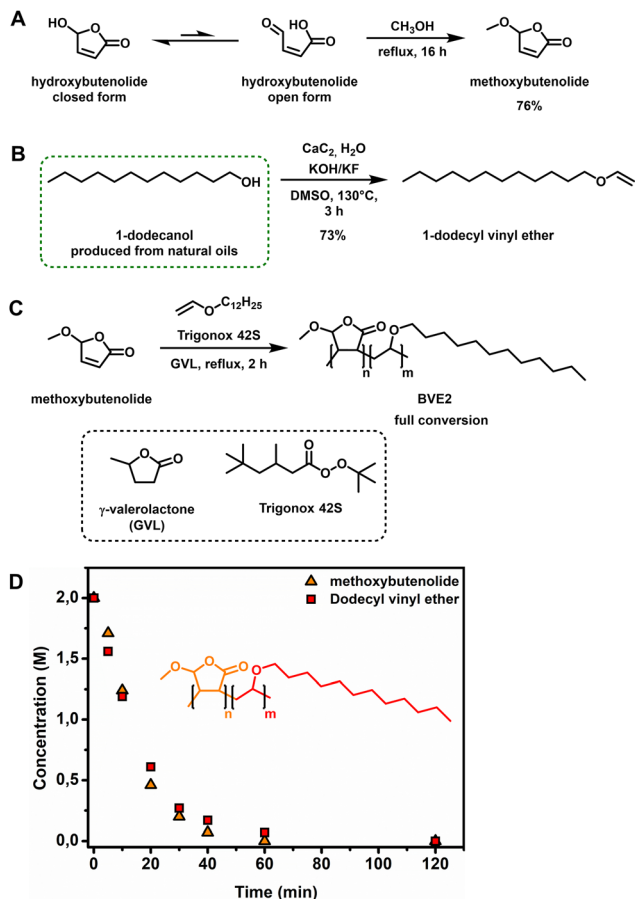 A
HO
O
O
hydroxybutenolide
closed form
O
HO
O
hydroxybutenolide
open form
CH₃OH
reflux, 16 h
O
O
O
methoxybutenolide
76%
B
OH
1-dodecanol
produced from natural oils
CaC₂, H₂O
KOH/KF
DMSO, 130°C,
3 h
73%
O
1-dodecyl vinyl ether
C
O
O
O
methoxybutenolide
O C₁₂H₂₅
Trigonox 42S
GVL, reflux, 2 h
O
O
O
O
n
m
BVE2
full conversion
O
O
γ-valerolactone
(GVL)
O
O
O
Trigonox 42S
D
methoxybutenolide
Dodecyl vinyl ether
O
O
O
O
n
m
Concentration (M)
2,0
1,5
1,0
0,5
0,0
0 20 40 60 80 100 120
Time (min)